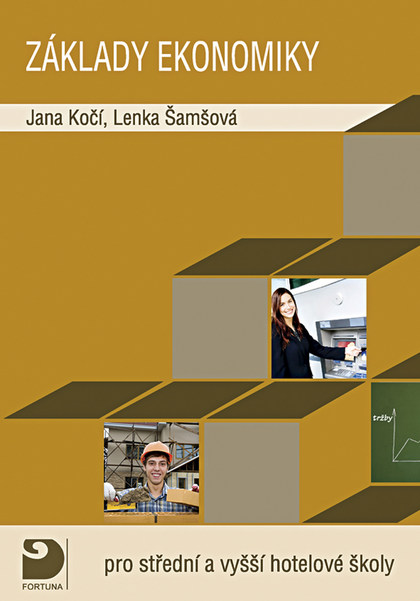 ZÁKLADY EKONOMIKY
Jana Kočí, Lenka Šamšová
tržby
pro střední a vyšší hotelové školy
FORTUNA